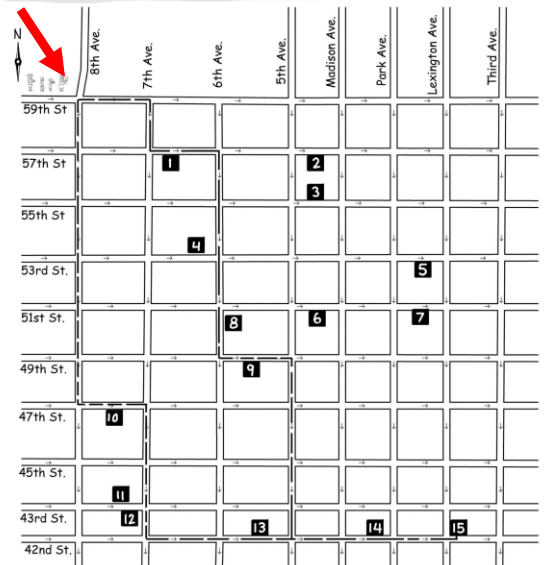 N
8th Ave.
7th Ave.
6th Ave.
5th Ave.
Madison Ave.
Park Ave.
Lexington Ave.
Third Ave.
59th St
57th St
1
2
3
55th St
4
53rd St.
5
51st St.
8
6
7
49th St.
9
47th St.
10
45th St.
11
43rd St.
12
13
14
15
42nd St.